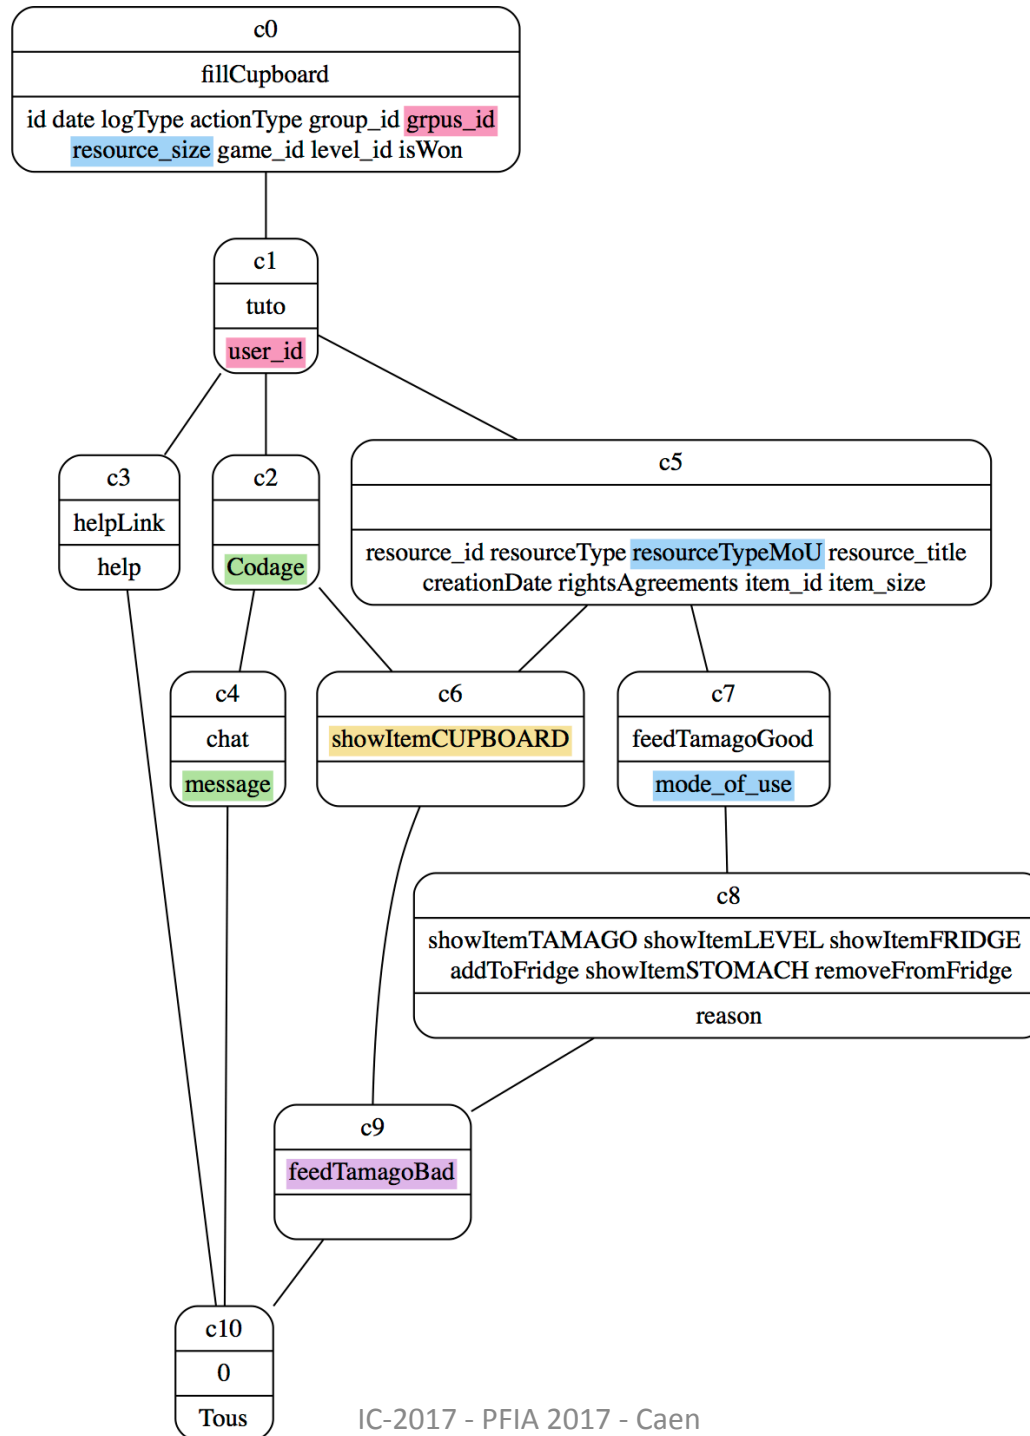 c0
fillCupboard
id date logType actionType group_id grpus_id
resource_size game_id level_id isWon
c1
tuto
user_id
c3
helpLink
help
c2
Codage
c5
resource_id resourceType resourceTypeMoU resource_title
creationDate rightsAgreements item_id item_size
c4
chat
message
c6
showItemCUPBOARD
c7
feedTamagoGood
mode_of_use
c8
showItemTAMAGO showItemLEVEL showItemFRIDGE
addToFridge showItemSTOMACH removeFromFridge
reason
c9
feedTamagoBad
c10
0
Tous
IC-2017 - PFIA 2017 - Caen